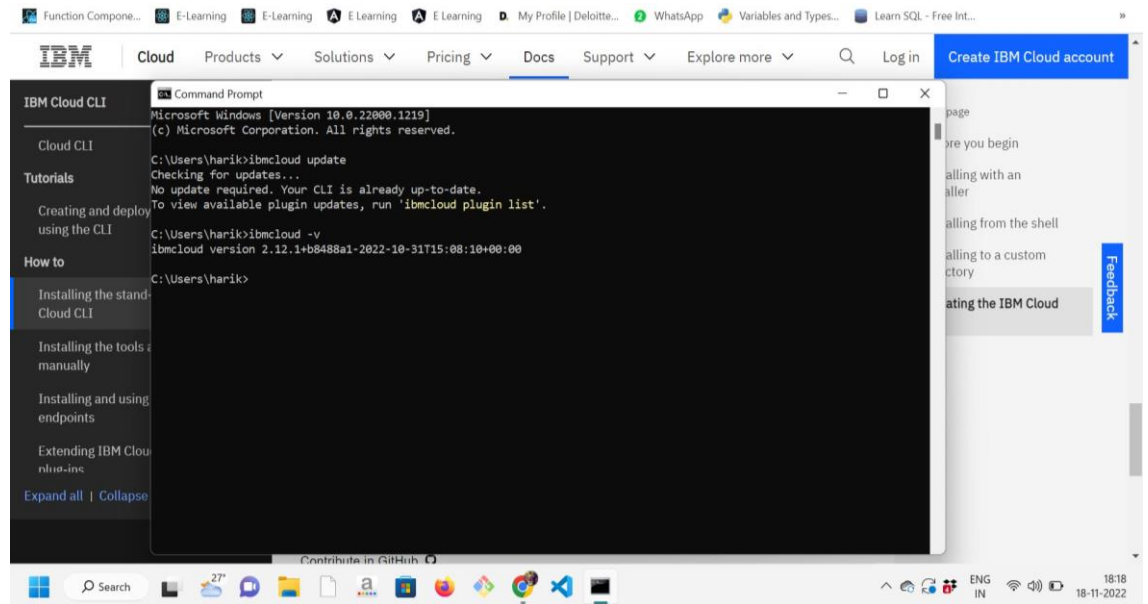 Function Compone...
E-Learning
E-Learning
E Learning
E Learning
D. My Profile | Deloitte...
2 WhatsApp
Variables and Types...
Learn SQL - Free Int...
»
IBM
Cloud
Products
Solutions
Pricing
Docs
Support
Explore more
Log in
Create IBM Cloud account
IBM Cloud CLI
Cloud CLI
Tutorials
Creating and deploy
using the CLI
How to
Installing the stand-
Cloud CLI
Installing the tools a
manually
Installing and using
endpoints
Extending IBM Clou
plug-ins
Expand all | Collapse
Command Prompt
Microsoft Windows [Version 10.0.22000.1219]
(c) Microsoft Corporation. All rights reserved.
C:\Users\harik>ibmcloud update
Checking for updates...
No update required. Your CLI is already up-to-date.
To view available plugin updates, run 'ibmcloud plugin list'.
C:\Users\harik>ibmcloud -v
ibmcloud version 2.12.1+b8488a1-2022-10-31T15:08:10+00:00
C:\Users\harik>
page
ore you begin
alling with an
aller
alling from the shell
alling to a custom
ctory
ating the IBM Cloud
Feedback
Contribute in GitHub
Search
27°
ENG
IN
18:18
18-11-2022